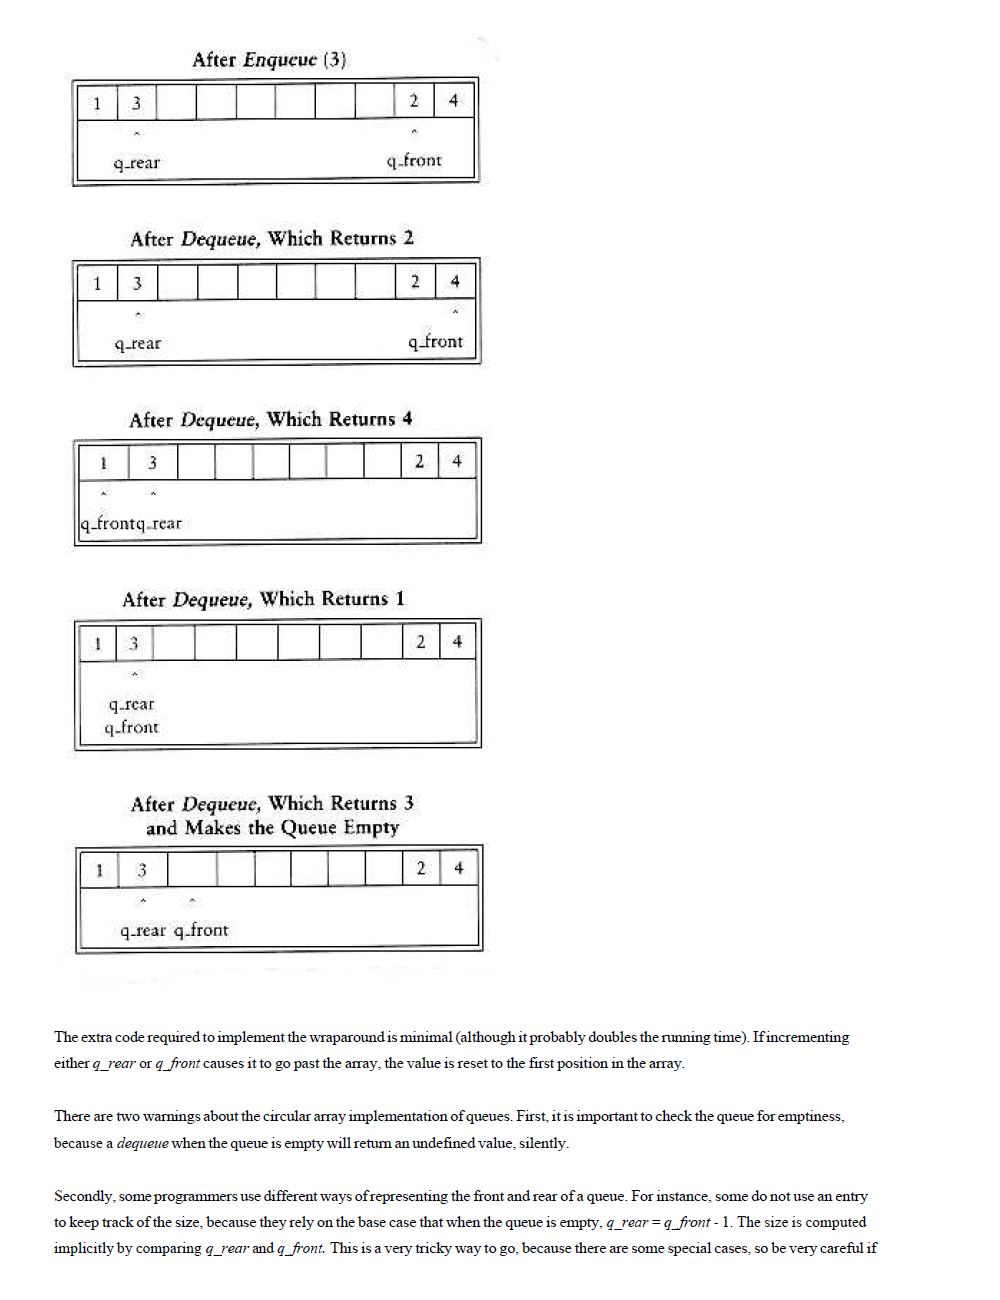 After Enqueue (3)
1 3 2 4
^ ^
q_rear q_front
After Dequeue, Which Returns 2
1 3 2 4
^ ^
q_rear q_front
After Dequeue, Which Returns 4
1 3 2 4
^ ^
q_frontq_rear
After Dequeue, Which Returns 1
1 3 2 4
^
q_rear
q_front
After Dequeue, Which Returns 3
and Makes the Queue Empty
1 3 2 4
^ ^
q_rear q_front
The extra code required to implement the wraparound is minimal (although it probably doubles the running time). If incrementing
either q_rear or q_front causes it to go past the array, the value is reset to the first position in the array.
There are two warnings about the circular array implementation of queues. First, it is important to check the queue for emptiness,
because a dequeue when the queue is empty will return an undefined value, silently.
Secondly, some programmers use different ways of representing the front and rear of a queue. For instance, some do not use an entry
to keep track of the size, because they rely on the base case that when the queue is empty, q_rear = q_front - 1. The size is computed
implicitly by comparing q_rear and q_front. This is a very tricky way to go, because there are some special cases, so be very careful if